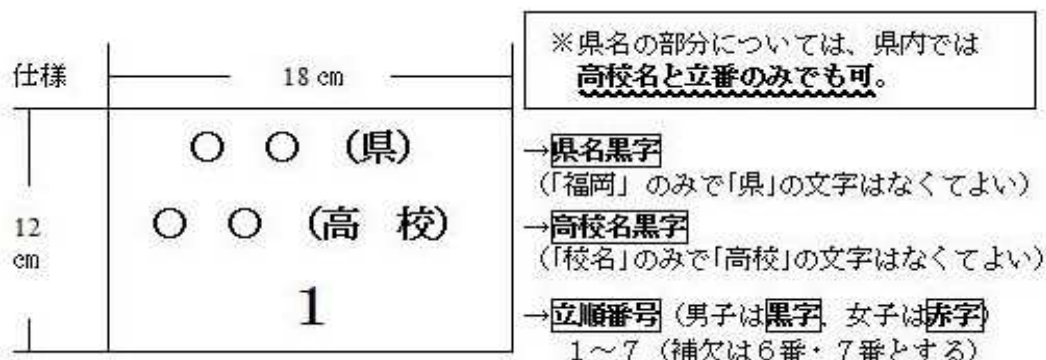 ※県名の部分については、県内では
高校名と立番のみでも可。
仕様
18 cm
○ ○ (県)
→県名黒字
(「福岡」のみで「県」の文字はなくてよい)
12
cm
○ ○ (高 校)
→高校名黒字
(「校名」のみで「高校」の文字はなくてよい)
1
→立順番号 (男子は黒字、女子は赤字)
1~7 (補欠は6番・7番とする)